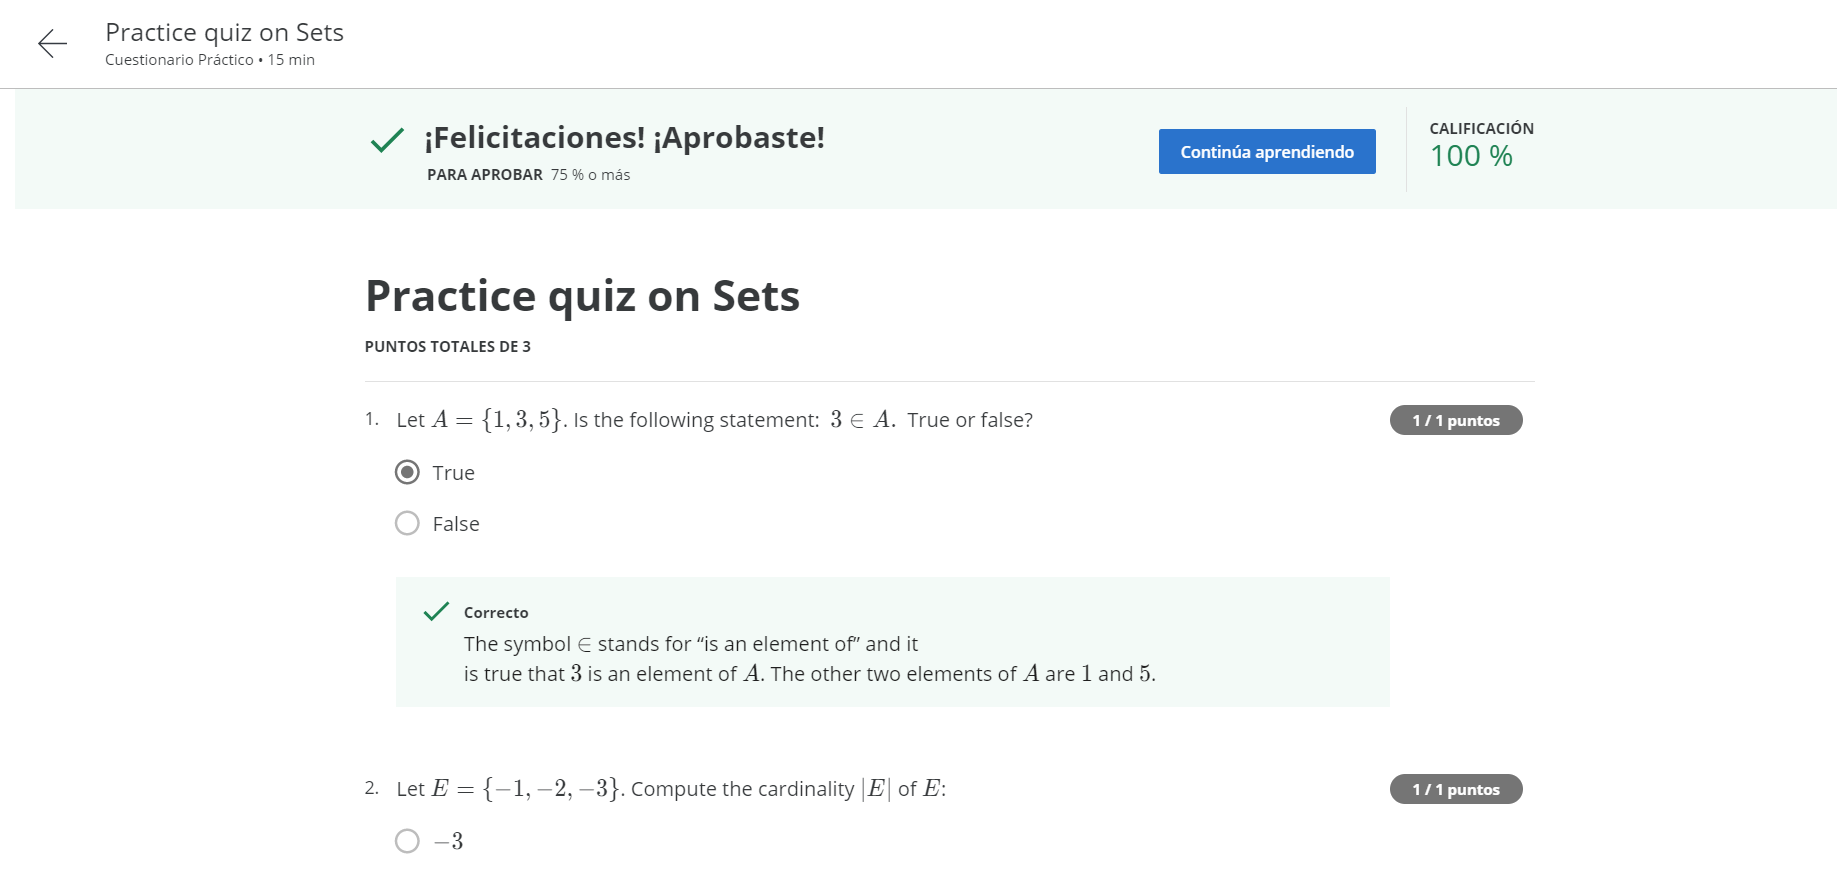 Practice quiz on Sets
Cuestionario Práctico • 15 min
¡Felicitaciones! ¡Aprobaste!
PARA APROBAR 75 % o más
Continúa aprendiendo
CALIFICACIÓN
100 %
Practice quiz on Sets
PUNTOS TOTALES DE 3
1. Let A = {1, 3, 5}. Is the following statement: 3 ∈ A. True or false?
1 / 1 puntos
True
False
Correcto
The symbol ∈ stands for “is an element of” and it
is true that 3 is an element of A. The other two elements of A are 1 and 5.
2. Let E = {−1, −2, −3}. Compute the cardinality |E| of E:
1 / 1 puntos
−3